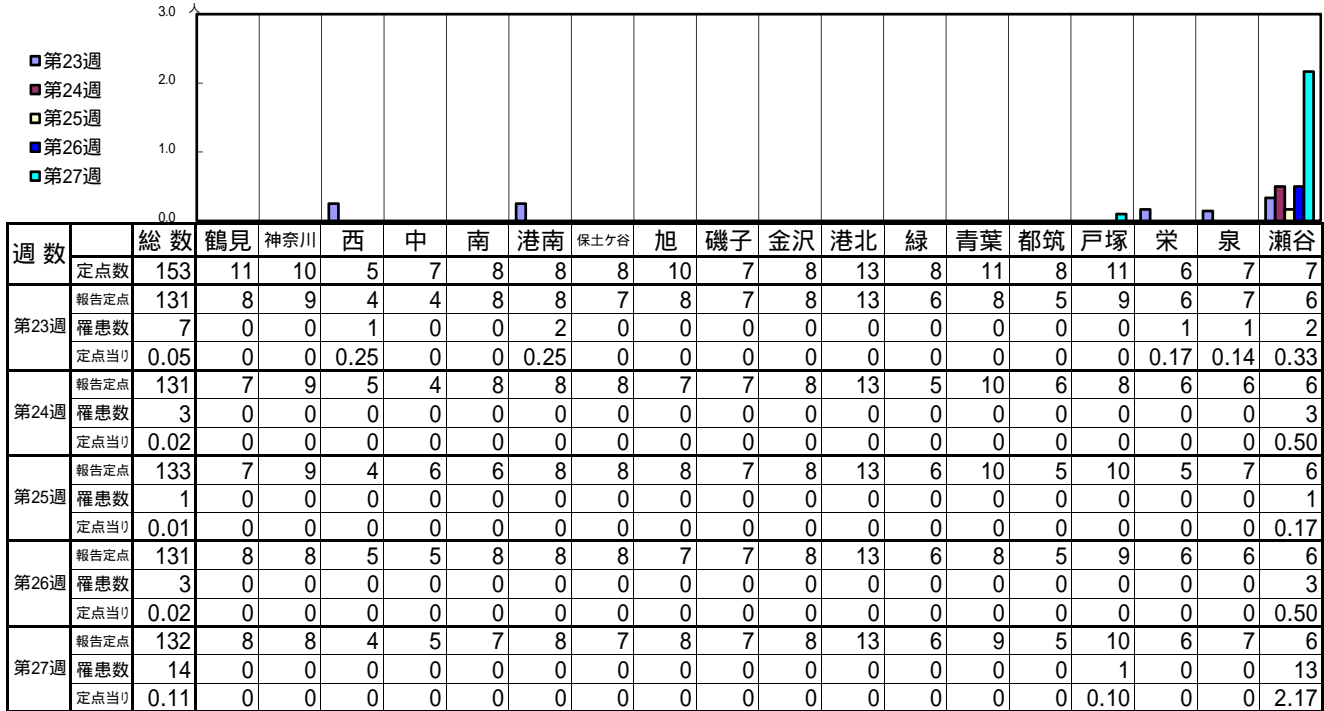 3.0 人
2.0
1.0
0.0
第23週
第24週
第25週
第26週
第27週
週 数 総 数 鶴見 神奈川 西 中 南 港南 保土ケ谷 旭 磯子 金沢 港北 緑 青葉 都筑 戸塚 栄 泉 瀬谷
定点数 153 11 10 5 7 8 8 8 10 7 8 13 8 11 8 11 6 7 7
第23週 報告定点 131 8 9 4 4 8 8 7 8 7 8 13 6 8 5 9 6 7 6
罹患数 7 0 0 1 0 0 2 0 0 0 0 0 0 0 0 0 1 1 2
定点当り 0.05 0 0 0.25 0 0 0.25 0 0 0 0 0 0 0 0 0 0.17 0.14 0.33
第24週 報告定点 131 7 9 5 4 8 8 8 7 7 8 13 5 10 6 8 6 6 6
罹患数 3 0 0 0 0 0 0 0 0 0 0 0 0 0 0 0 0 0 3
定点当り 0.02 0 0 0 0 0 0 0 0 0 0 0 0 0 0 0 0 0 0.50
第25週 報告定点 133 7 9 4 6 6 8 8 8 7 8 13 6 10 5 10 5 7 6
罹患数 1 0 0 0 0 0 0 0 0 0 0 0 0 0 0 0 0 0 1
定点当り 0.01 0 0 0 0 0 0 0 0 0 0 0 0 0 0 0 0 0 0.17
第26週 報告定点 131 8 8 5 5 8 8 8 7 7 8 13 6 8 5 9 6 6 6
罹患数 3 0 0 0 0 0 0 0 0 0 0 0 0 0 0 0 0 0 3
定点当り 0.02 0 0 0 0 0 0 0 0 0 0 0 0 0 0 0 0 0 0.50
第27週 報告定点 132 8 8 4 5 7 8 7 8 7 8 13 6 9 5 10 6 7 6
罹患数 14 0 0 0 0 0 0 0 0 0 0 0 0 0 0 1 0 0 13
定点当り 0.11 0 0 0 0 0 0 0 0 0 0 0 0 0 0 0.10 0 0 2.17